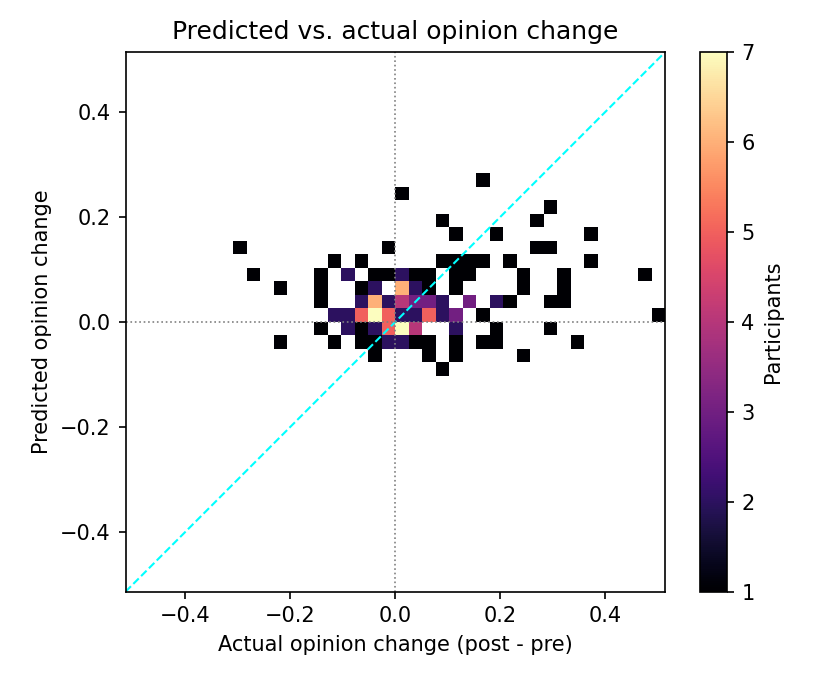 Predicted vs. actual opinion change
Predicted opinion change
0.4
0.2
0.0
−0.2
−0.4
−0.4 −0.2 0.0 0.2 0.4
Actual opinion change (post - pre)
7
6
5
4
3
2
1
Participants